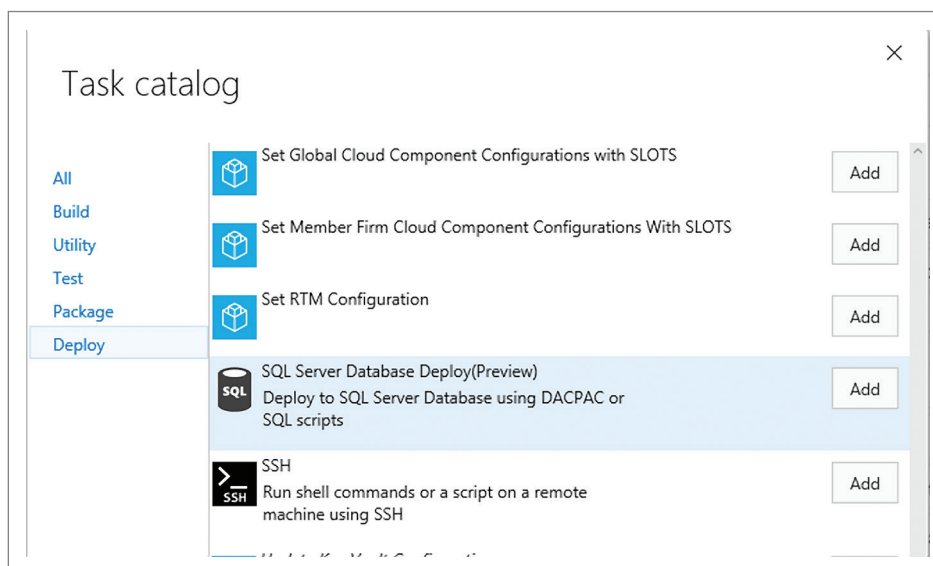 Task catalog
All
Build
Utility
Test
Package
Deploy
Set Global Cloud Component Configurations with SLOTS
Add
Set Member Firm Cloud Component Configurations With SLOTS
Add
Set RTM Configuration
Add
SQL
SQL Server Database Deploy(Preview)
Deploy to SQL Server Database using DACPAC or
SQL scripts
Add
SSH
SSH
Run shell commands or a script on a remote
machine using SSH
Add